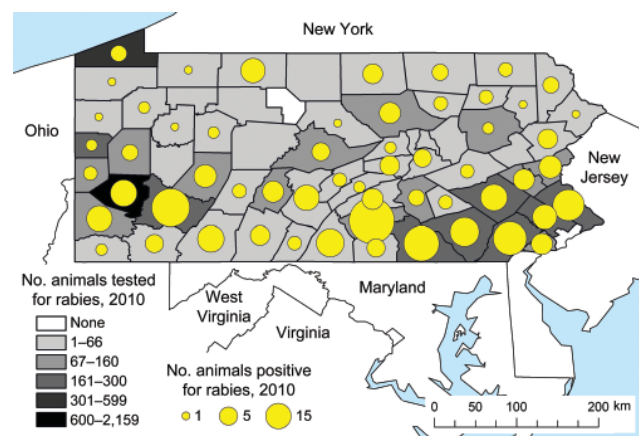 New York
Ohio
New
Jersey
No. animals tested
for rabies, 2010
None
1–66
67–160
161–300
301–599
600–2,159
West
Virginia
Virginia
Maryland
No. animals positive
for rabies, 2010
1 5 15
0 50 100 200 km